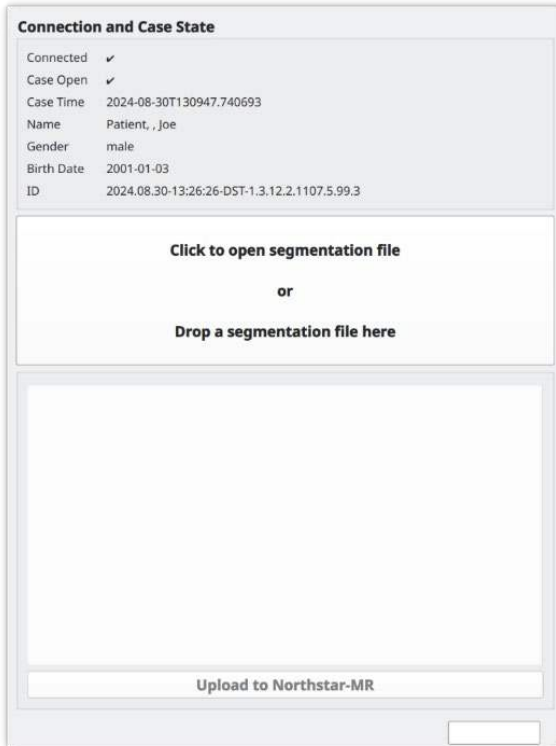 Connection and Case State
Connected ✔
Case Open ✔
Case Time 2024-08-30T130947.740693
Name Patient, , Joe
Gender male
Birth Date 2001-01-03
ID 2024.08.30-13:26:26-DST-1.3.12.2.1107.5.99.3
Click to open segmentation file
or
Drop a segmentation file here
Upload to Northstar-MR